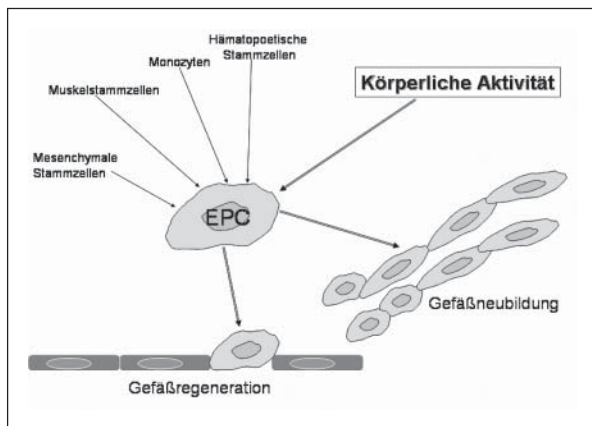 Hämatopoetische
Stammzellen
Monozyten
Körperliche Aktivität
Muskelstammzellen
Mesenchymale
Stammzellen
EPC
Gefäßneubildung
Gefäßregeneration